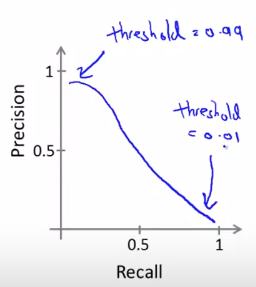 threshold = 0.99
1
Precision
threshold
= 0.01
0.5
0.5
1
Recall